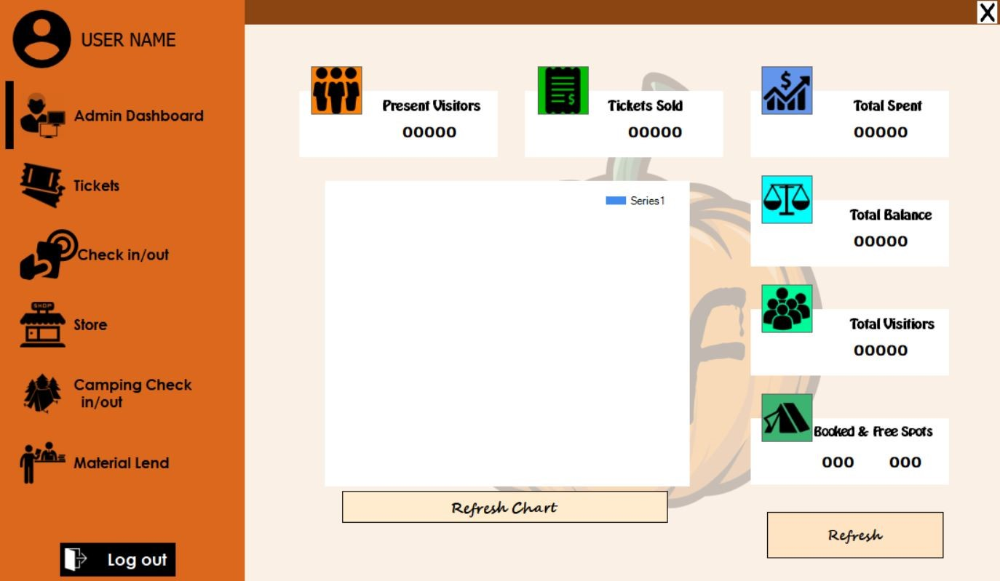 USER NAME
X
Admin Dashboard
Tickets
Check in/out
SHOP
Store
Camping Check
in/out
Material Lend
Log out
Present Visitors
00000
Tickets Sold
00000
Total Spent
00000
Series1
Total Balance
00000
Total Visitiors
00000
Booked & Free Spots
000 000
Refresh Chart
Refresh
f
$
$